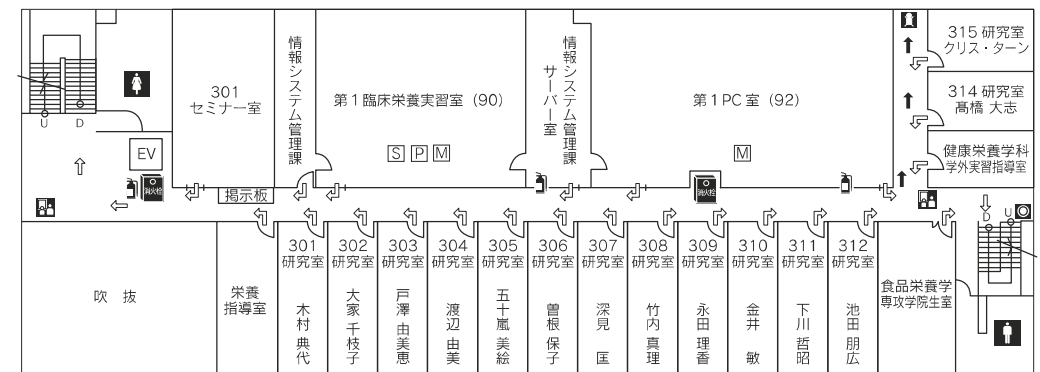 315 研究室
クリス・ターン
314 研究室
髙橋 大志
健康栄養学科
学外実習指導室
301
セミナー室
情報システム管理課
第1臨床栄養実習室（90）
S P M
情報システム管理課
サーバー室
第1PC 室（92）
M
U D
EV
消火栓
掲示板
消火栓
D U
吹 抜
栄養
指導室
301
研究室
木村 典代
302
研究室
大家 千枝子
303
研究室
戸澤 由美恵
304
研究室
渡辺 由美
305
研究室
五十嵐 美絵
306
研究室
曽根 保子
307
研究室
深見 匡
308
研究室
竹内 真理
309
研究室
永田 理香
310
研究室
金井 敏
311
研究室
下川 哲昭
312
研究室
池田 朋広
食品栄養学
専攻学院生室